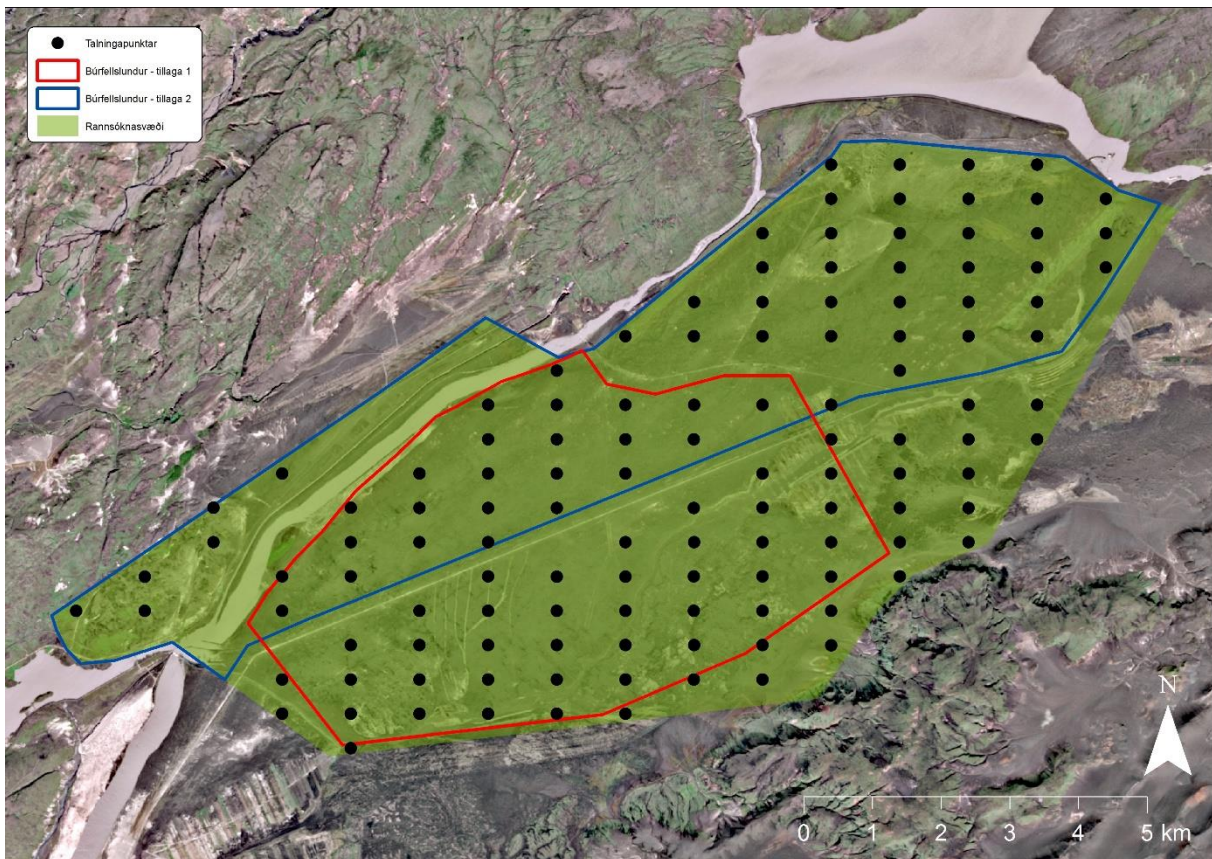 Talningapunktar
Búrfellslundur - tillaga 1
Búrfellslundur - tillaga 2
Rannsóknasvæði
N
0 1 2 3 4 5 km